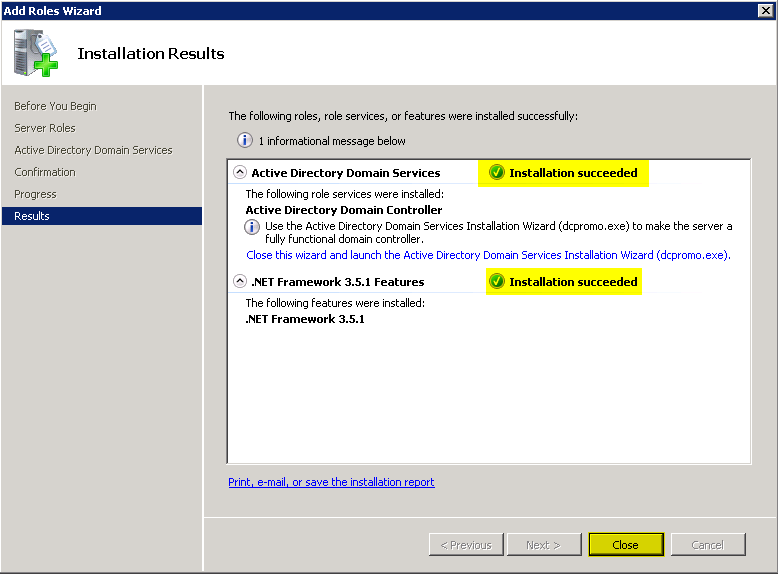 Add Roles Wizard
Installation Results
Before You Begin
Server Roles
Active Directory Domain Services
Confirmation
Progress
Results
The following roles, role services, or features were installed successfully:
1 informational message below
Active Directory Domain Services Installation succeeded
The following role services were installed:
Active Directory Domain Controller
Use the Active Directory Domain Services Installation Wizard (dcpromo.exe) to make the server a
fully functional domain controller.
Close this wizard and launch the Active Directory Domain Services Installation Wizard (dcpromo.exe).
.NET Framework 3.5.1 Features Installation succeeded
The following features were installed:
.NET Framework 3.5.1
Print, e-mail, or save the installation report
< Previous Next > Close Cancel